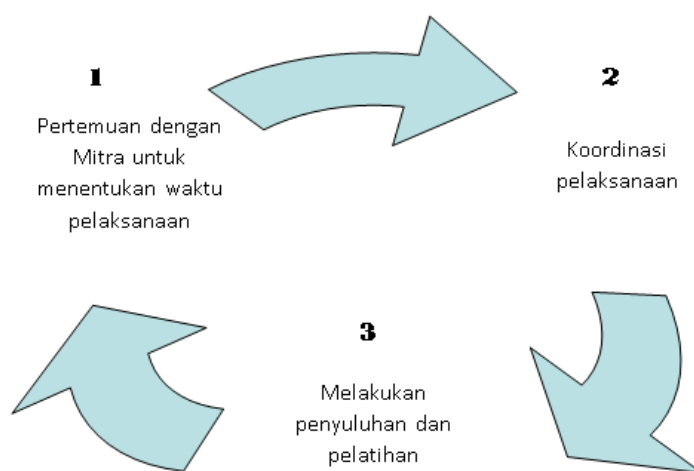 1
Pertemuan dengan
Mitra untuk
menentukan waktu
pelaksanaan
2
Koordinasi
pelaksanaan
3
Melakukan
penyuluhan dan
pelatihan